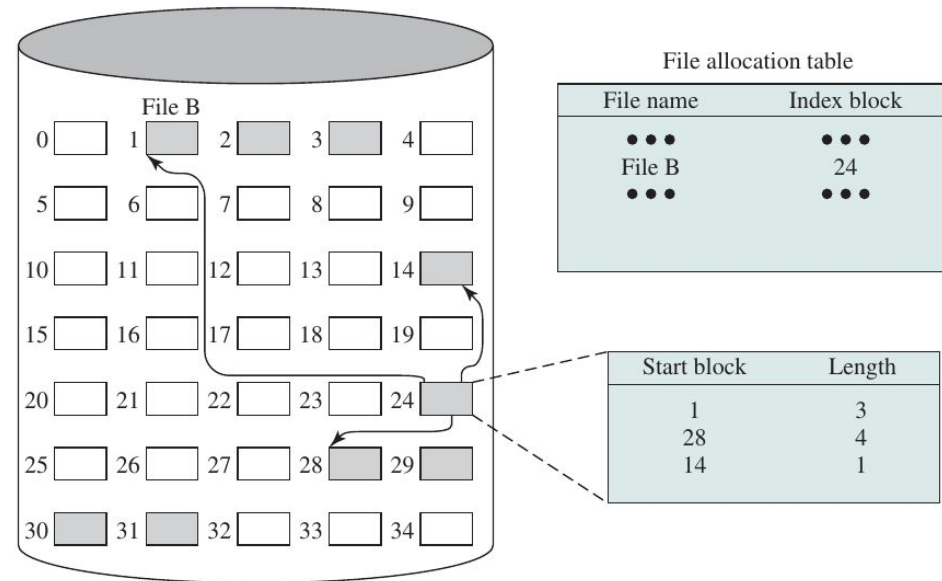 File B
0 1 2 3 4
5 6 7 8 9
10 11 12 13 14
15 16 17 18 19
20 21 22 23 24
25 26 27 28 29
30 31 32 33 34
File allocation table
File name Index block
••• •••
File B 24
••• •••
Start block Length
1 3
28 4
14 1